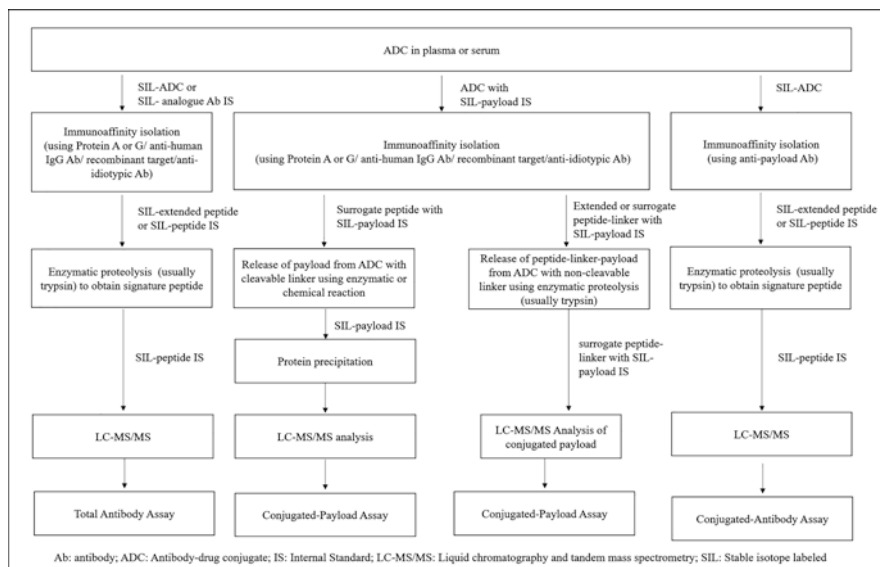 ADC in plasma or serum
SIL-ADC or
SIL- analogue Ab IS
ADC with
SIL-payload IS
SIL-ADC
Immunoaffinity isolation
(using Protein A or G/ anti-human
IgG Ab/ recombinant target/anti-
idiotypic Ab)
Immunoaffinity isolation
(using Protein A or G/ anti-human IgG Ab/ recombinant target/anti-idiotypic Ab)
Immunoaffinity isolation
(using anti-payload Ab)
SIL-extended peptide
or SIL-peptide IS
Surrogate peptide with
SIL-payload IS
Extended or surrogate
peptide-linker with
SIL-payload IS
SIL-extended peptide
or SIL-peptide IS
Enzymatic proteolysis (usually
trypsin) to obtain signature peptide
Release of payload from ADC with
cleavable linker using enzymatic or
chemical reaction
Release of peptide-linker-payload
from ADC with non-cleavable
linker using enzymatic proteolysis
(usually trypsin)
Enzymatic proteolysis (usually
trypsin) to obtain signature peptide
SIL-payload IS
SIL-peptide IS
Protein precipitation
surrogate peptide-
linker with SIL-
payload IS
SIL-peptide IS
LC-MS/MS
LC-MS/MS analysis
LC-MS/MS Analysis of
conjugated payload
LC-MS/MS
Total Antibody Assay
Conjugated-Payload Assay
Conjugated-Payload Assay
Conjugated-Antibody Assay
Ab: antibody; ADC: Antibody-drug conjugate; IS: Internal Standard; LC-MS/MS: Liquid chromatography and tandem mass spectrometry; SIL: Stable isotope labeled